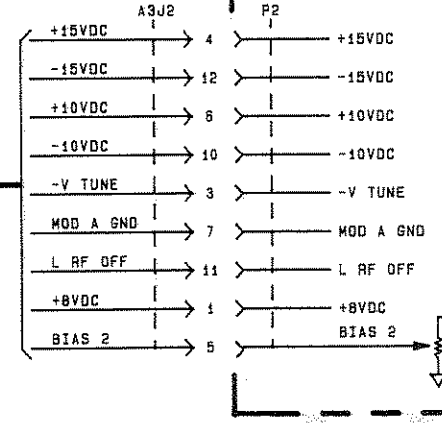 A3J2 P2
+15VDC 4 +15VDC
-15VDC 12 -15VDC
+10VDC 6 +10VDC
-10VDC 10 -10VDC
-V TUNE 3 -V TUNE
MOD A GND 7 MOD A GND
L RF OFF 11 L RF OFF
+8VDC 1 +8VDC
BIAS 2 5 BIAS 2